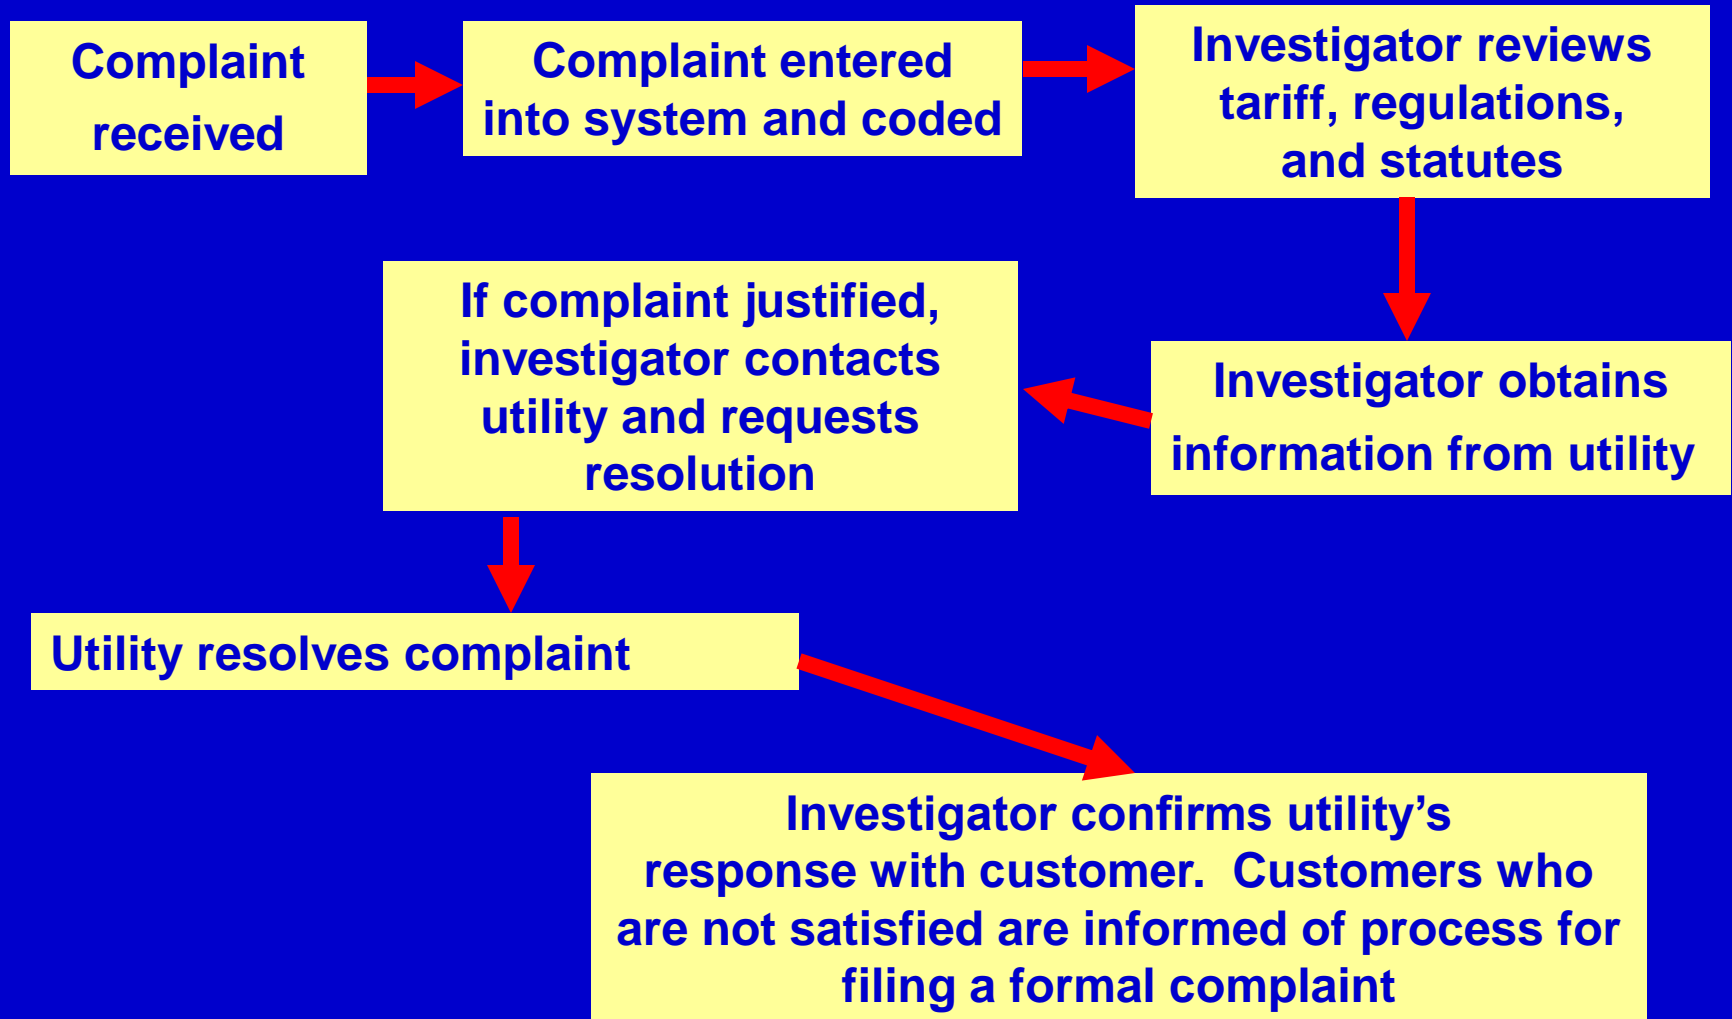 Complaint
received
Complaint entered
into system and coded
Investigator reviews
tariff, regulations,
and statutes
Investigator obtains
information from utility
If complaint justified,
investigator contacts
utility and requests
resolution
Utility resolves complaint
Investigator confirms utility’s
response with customer.  Customers who
are not satisfied are informed of process for
filing a formal complaint